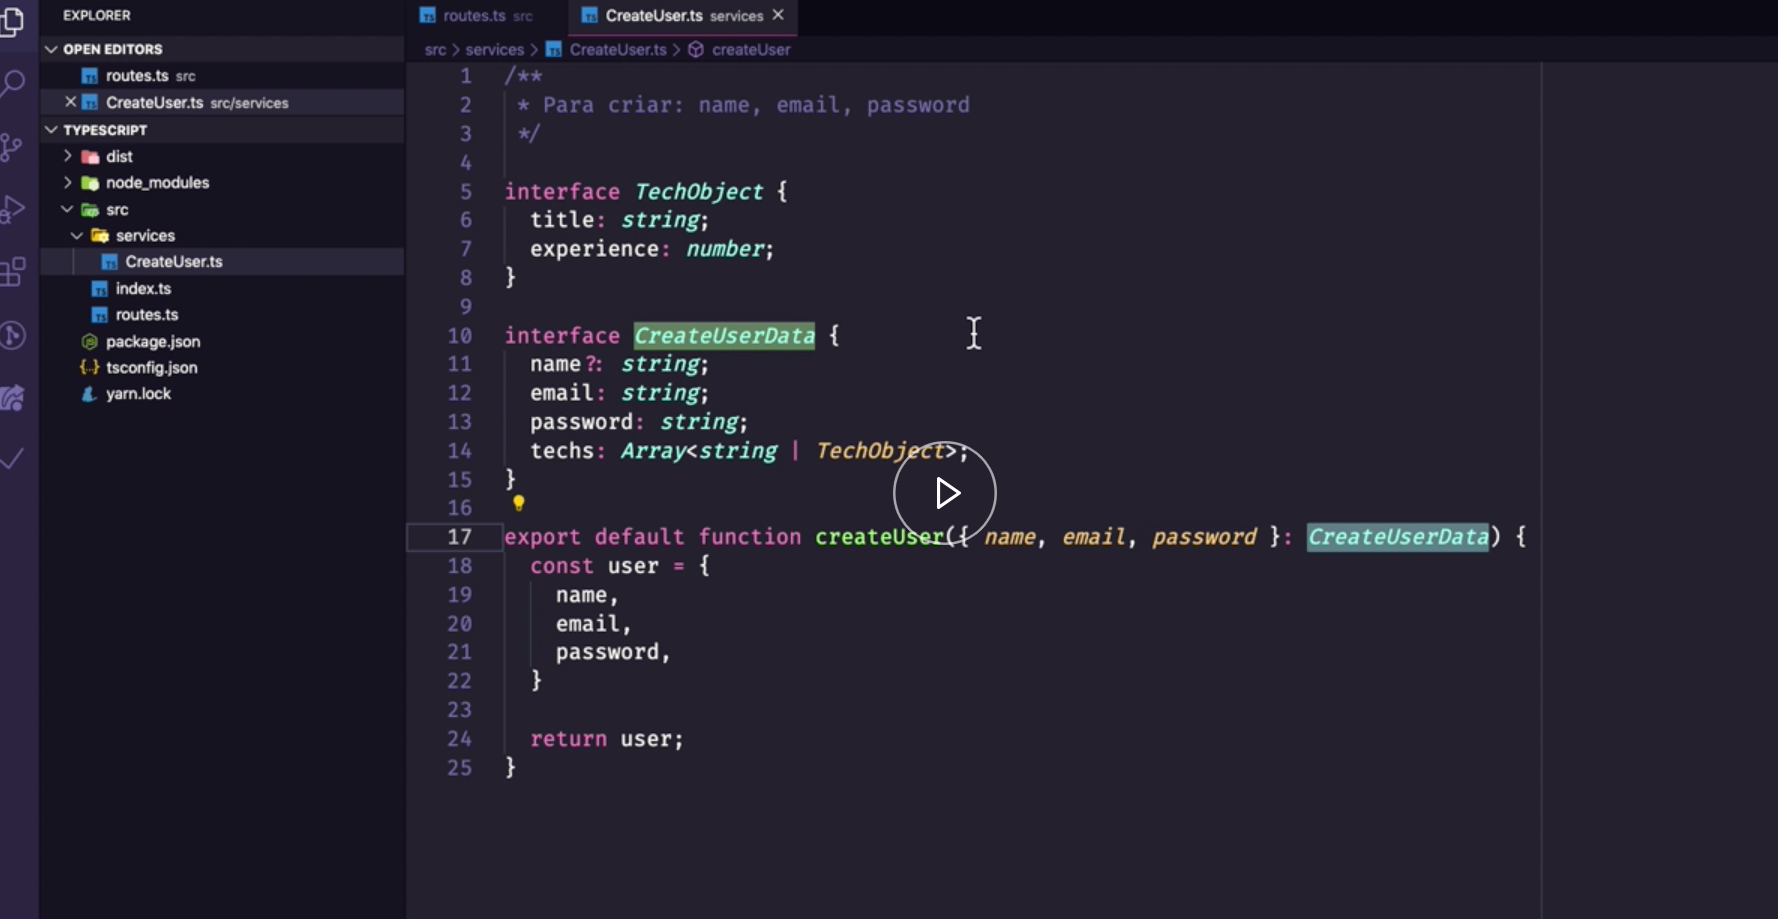 EXPLORER
OPEN EDITORS
routes.ts src
CreateUser.ts src/services
TYPESCRIPT
dist
node_modules
src
services
CreateUser.ts
index.ts
routes.ts
package.json
tsconfig.json
yarn.lock
routes.ts src
CreateUser.ts services
src > services > CreateUser.ts > createUser
1 /**
2 * Para criar: name, email, password
3 */
4
5 interface TechObject {
6 title: string;
7 experience: number;
8 }
9
10 interface CreateUserData {
11 name?: string;
12 email: string;
13 password: string;
14 techs: Array<string | TechObject>;
15 }
16
17 export default function createUser({ name, email, password }: CreateUserData) {
18 const user = {
19 name,
20 email,
21 password,
22 }
23
24 return user;
25 }